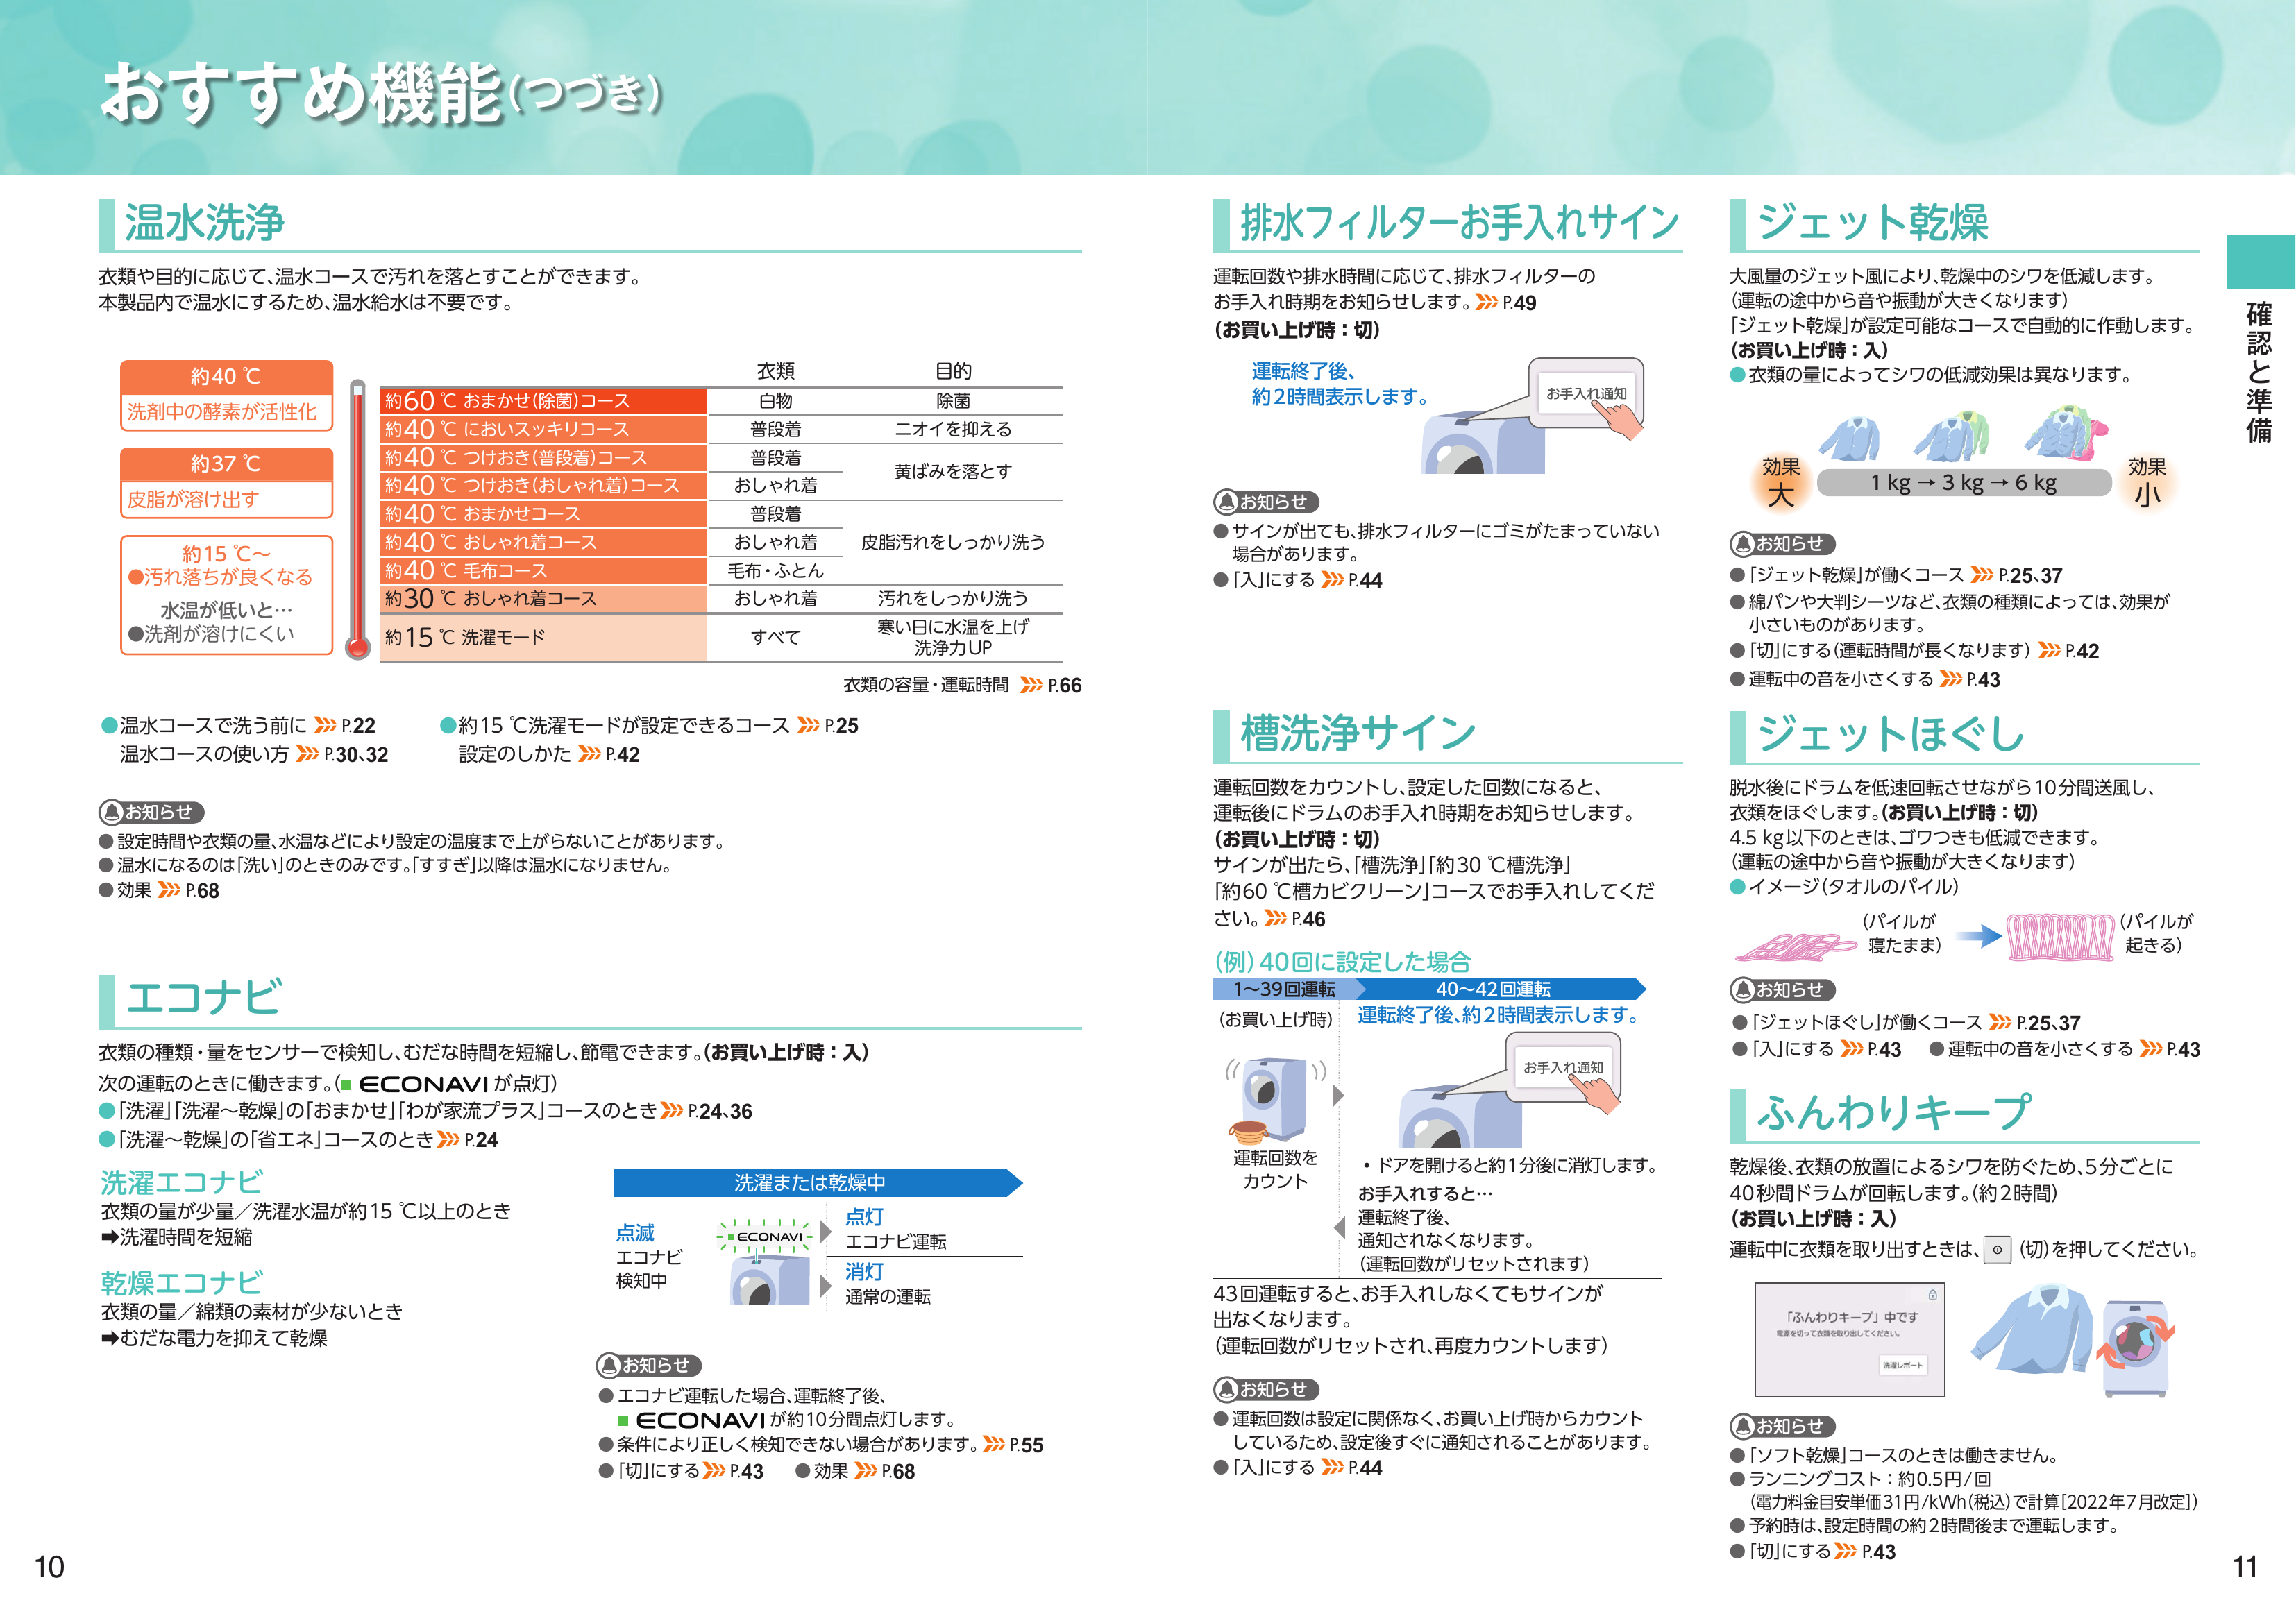 おすすめ機能(つづき)
温水洗浄
衣類や目的に応じて、温水コースで汚れを落とすことができます。
本製品内で温水にするため、温水給水は不要です。
約40 ℃
洗剤中の酵素が活性化
約37 ℃
皮脂が溶け出す
約15 ℃～
●汚れ落ちが良くなる
水温が低いと…
●洗剤が溶けにくい
衣類 目的
約60 ℃ おまかせ(除菌)コース 白物 除菌
約40 ℃ においスッキリコース 普段着 ニオイを抑える
約40 ℃ つけおき(普段着)コース 普段着
黄ばみを落とす
約40 ℃ つけおき(おしゃれ着)コース おしゃれ着
約40 ℃ おまかせコース 普段着
約40 ℃ おしゃれ着コース おしゃれ着 皮脂汚れをしっかり洗う
約40 ℃ 毛布コース 毛布・ふとん
約30 ℃ おしゃれ着コース おしゃれ着 汚れをしっかり洗う
約15 ℃ 洗濯モード すべて 寒い日に水温を上げ
洗浄力UP
衣類の容量・運転時間 P.66
●温水コースで洗う前に P.22
温水コースの使い方 P.30、32
●約15 ℃洗濯モードが設定できるコース P.25
設定のしかた P.42
お知らせ
●設定時間や衣類の量、水温などにより設定の温度まで上がらないことがあります。
●温水になるのは「洗い」のときのみです。「すすぎ」以降は温水になりません。
●効果 P.68
エコナビ
衣類の種類・量をセンサーで検知し、むだな時間を短縮し、節電できます。(お買い上げ時：入)
次の運転のときに働きます。(■ ECONAVI が点灯)
●「洗濯」「洗濯～乾燥」の「おまかせ」「わが家流プラス」コースのとき P.24、36
●「洗濯～乾燥」の「省エネ」コースのとき P.24
洗濯エコナビ
衣類の量が少量／洗濯水温が約15 ℃以上のとき
➡洗濯時間を短縮
乾燥エコナビ
衣類の量／綿類の素材が少ないとき
➡むだな電力を抑えて乾燥
洗濯または乾燥中
点滅
エコナビ
検知中
■ECONAVI
点灯
エコナビ運転
消灯
通常の運転
お知らせ
●エコナビ運転した場合、運転終了後、
■ ECONAVI が約10分間点灯します。
●条件により正しく検知できない場合があります。 P.55
●「切」にする P.43 ●効果 P.68
10
排水フィルターお手入れサイン
運転回数や排水時間に応じて、排水フィルターの
お手入れ時期をお知らせします。 P.49
(お買い上げ時：切)
運転終了後、
約2時間表示します。
お手入れ通知
お知らせ
●サインが出ても、排水フィルターにゴミがたまっていない
場合があります。
●「入」にする P.44
槽洗浄サイン
運転回数をカウントし、設定した回数になると、
運転後にドラムのお手入れ時期をお知らせします。
(お買い上げ時：切)
サインが出たら、「槽洗浄」「約30 ℃槽洗浄」
「約60 ℃槽カビクリーン」コースでお手入れしてくだ
さい。 P.46
(例)40回に設定した場合
1～39回運転 40～42回運転
(お買い上げ時)
運転回数を
カウント
運転終了後、約2時間表示します。
お手入れ通知
・ドアを開けると約1分後に消灯します。
お手入れすると…
運転終了後、
通知されなくなります。
(運転回数がリセットされます)
43回運転すると、お手入れしなくてもサインが
出なくなります。
(運転回数がリセットされ、再度カウントします)
お知らせ
●運転回数は設定に関係なく、お買い上げ時からカウント
しているため、設定後すぐに通知されることがあります。
●「入」にする P.44
ジェット乾燥
大風量のジェット風により、乾燥中のシワを低減します。
(運転の途中から音や振動が大きくなります)
「ジェット乾燥」が設定可能なコースで自動的に作動します。
(お買い上げ時：入)
●衣類の量によってシワの低減効果は異なります。
効果
大
1 kg → 3 kg → 6 kg
効果
小
お知らせ
●「ジェット乾燥」が働くコース P.25、37
●綿パンや大判シーツなど、衣類の種類によっては、効果が
小さいものがあります。
●「切」にする(運転時間が長くなります) P.42
●運転中の音を小さくする P.43
ジェットほぐし
脱水後にドラムを低速回転させながら10分間送風し、
衣類をほぐします。(お買い上げ時：切)
4.5 kg以下のときは、ゴワつきも低減できます。
(運転の途中から音や振動が大きくなります)
●イメージ(タオルのパイル)
(パイルが
寝たまま)
(パイルが
起きる)
お知らせ
●「ジェットほぐし」が働くコース P.25、37
●「入」にする P.43 ●運転中の音を小さくする P.43
ふんわりキープ
乾燥後、衣類の放置によるシワを防ぐため、5分ごとに
40秒間ドラムが回転します。(約2時間)
(お買い上げ時：入)
運転中に衣類を取り出すときは、(切)を押してください。
「ふんわりキープ」中です
電源を切って衣類を取り出してください。
洗濯レポート
お知らせ
●「ソフト乾燥」コースのときは働きません。
●ランニングコスト：約0.5円/回
(電力料金目安単価31円/kWh(税込)で計算[2022年7月改定])
●予約時は、設定時間の約2時間後まで運転します。
●「切」にする P.43
確認と準備
11